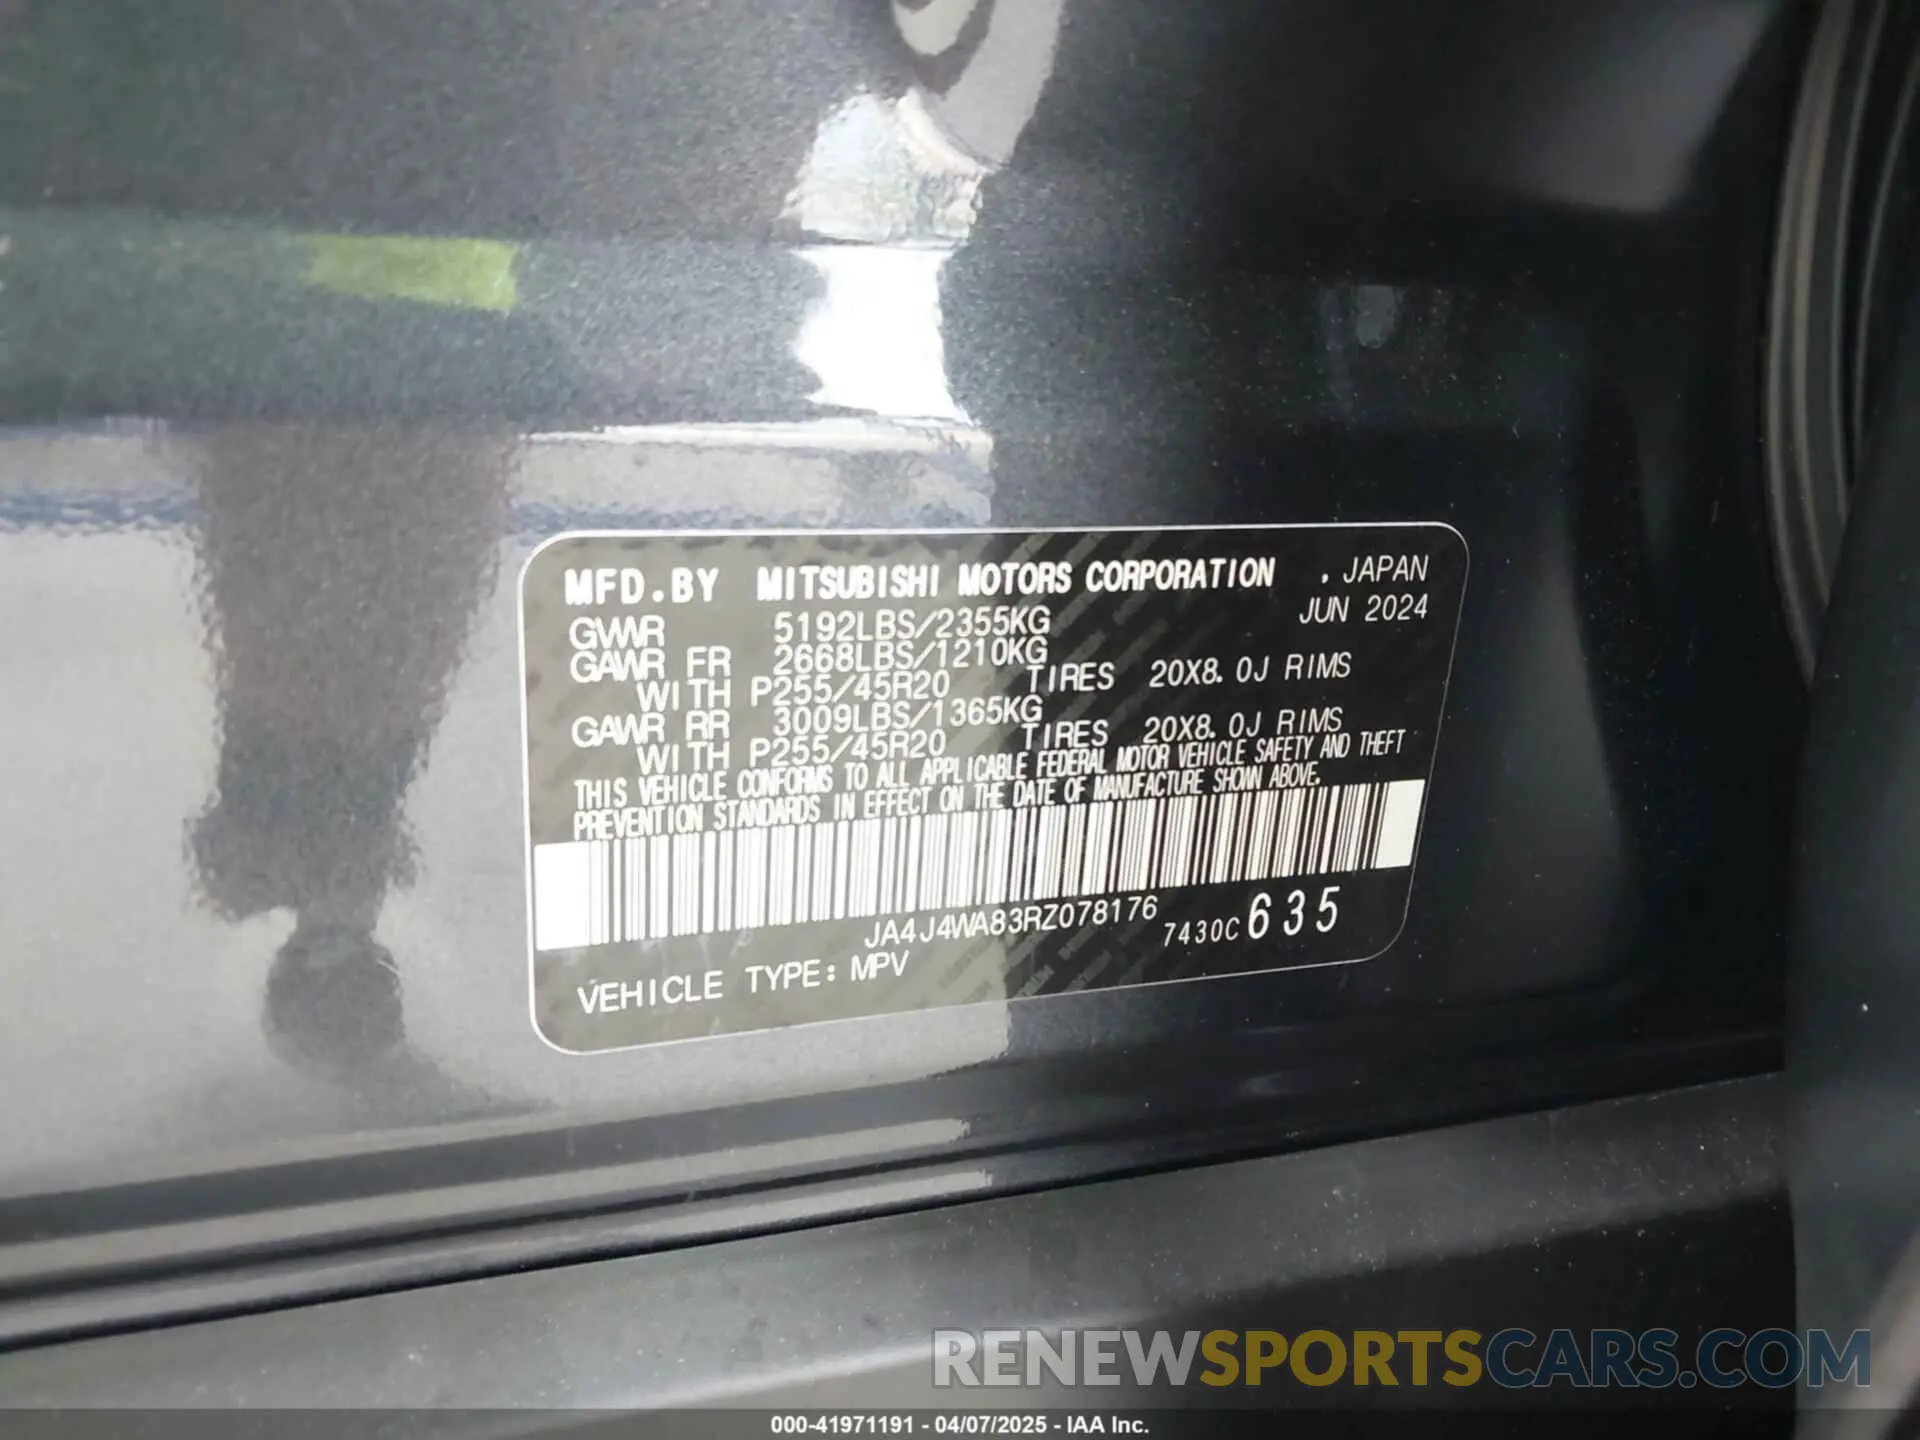 MFD.BY MITSUBISHI MOTORS CORPORATION . JAPAN
GVWR 5192LBS/2355KG JUN 2024
GAWR FR 2668LBS/1210KG
WITH P255/45R20 TIRES 20X8.0J RIMS
GAWR RR 3009LBS/1365KG
WITH P255/45R20 TIRES 20X8.0J RIMS
THIS VEHICLE CONFORMS TO ALL APPLICABLE FEDERAL MOTOR VEHICLE SAFETY AND THEFT
PREVENTION STANDARDS IN EFFECT ON THE DATE OF MANUFACTURE SHOWN ABOVE.
JA4J4WA83RZ078176
7430C 635
VEHICLE TYPE: MPV
RENEWSPORTSCARS.COM
000-41971191 - 04/07/2025 - IAA Inc.